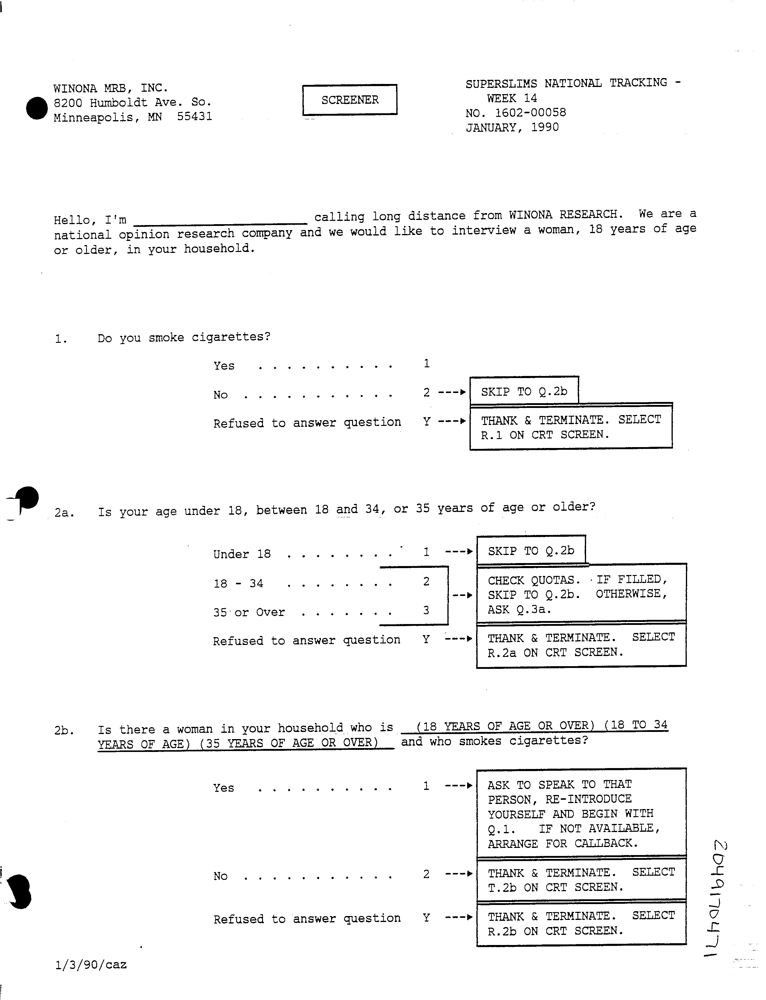 WINONA MRB, INC.
8200 Humboldt Ave. So.
Minneapolis, MN 55431
SCREENER
SUPERSLIMS NATIONAL TRACKING -
WEEK 14
NO. 1602-00058
JANUARY, 1990
Hello, I'm ________________________ calling long distance from WINONA RESEARCH. We are a
national opinion research company and we would like to interview a woman, 18 years of age
or older, in your household.
1. Do you smoke cigarettes?
Yes . . . . . . . . . . 1
No . . . . . . . . . . . 2 ---▶ SKIP TO Q.2b
Refused to answer question Y ---▶ THANK & TERMINATE. SELECT
R.1 ON CRT SCREEN.
2a. Is your age under 18, between 18 and 34, or 35 years of age or older?
Under 18 . . . . . . . . 1 ---▶ SKIP TO Q.2b
18 - 34 . . . . . . . . 2 CHECK QUOTAS. IF FILLED,
--▶ SKIP TO Q.2b. OTHERWISE,
35 or Over . . . . . . . 3 ASK Q.3a.
Refused to answer question Y ---▶ THANK & TERMINATE. SELECT
R.2a ON CRT SCREEN.
2b. Is there a woman in your household who is (18 YEARS OF AGE OR OVER) (18 TO 34
YEARS OF AGE) (35 YEARS OF AGE OR OVER) and who smokes cigarettes?
Yes . . . . . . . . . . 1 ---▶ ASK TO SPEAK TO THAT
PERSON, RE-INTRODUCE
YOURSELF AND BEGIN WITH
Q.1. IF NOT AVAILABLE,
ARRANGE FOR CALLBACK.
No . . . . . . . . . . . 2 ---▶ THANK & TERMINATE. SELECT
T.2b ON CRT SCREEN.
Refused to answer question Y ---▶ THANK & TERMINATE. SELECT
R.2b ON CRT SCREEN.
1/3/90/caz
2049170471